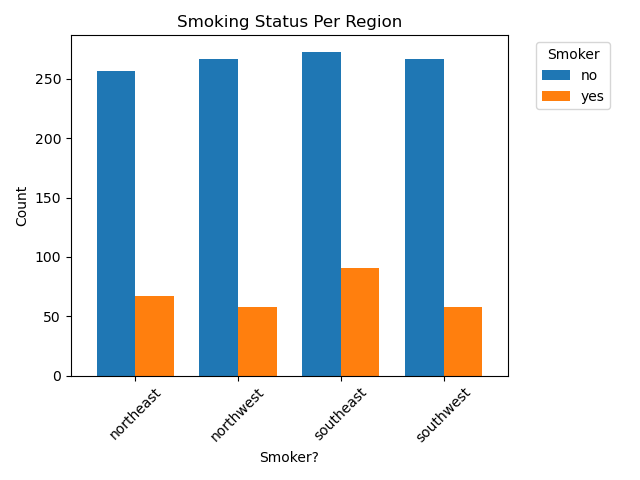 Smoking Status Per Region
Smoker
no
yes
Count
250
200
150
100
50
0
northeast
northwest
southeast
southwest
Smoker?